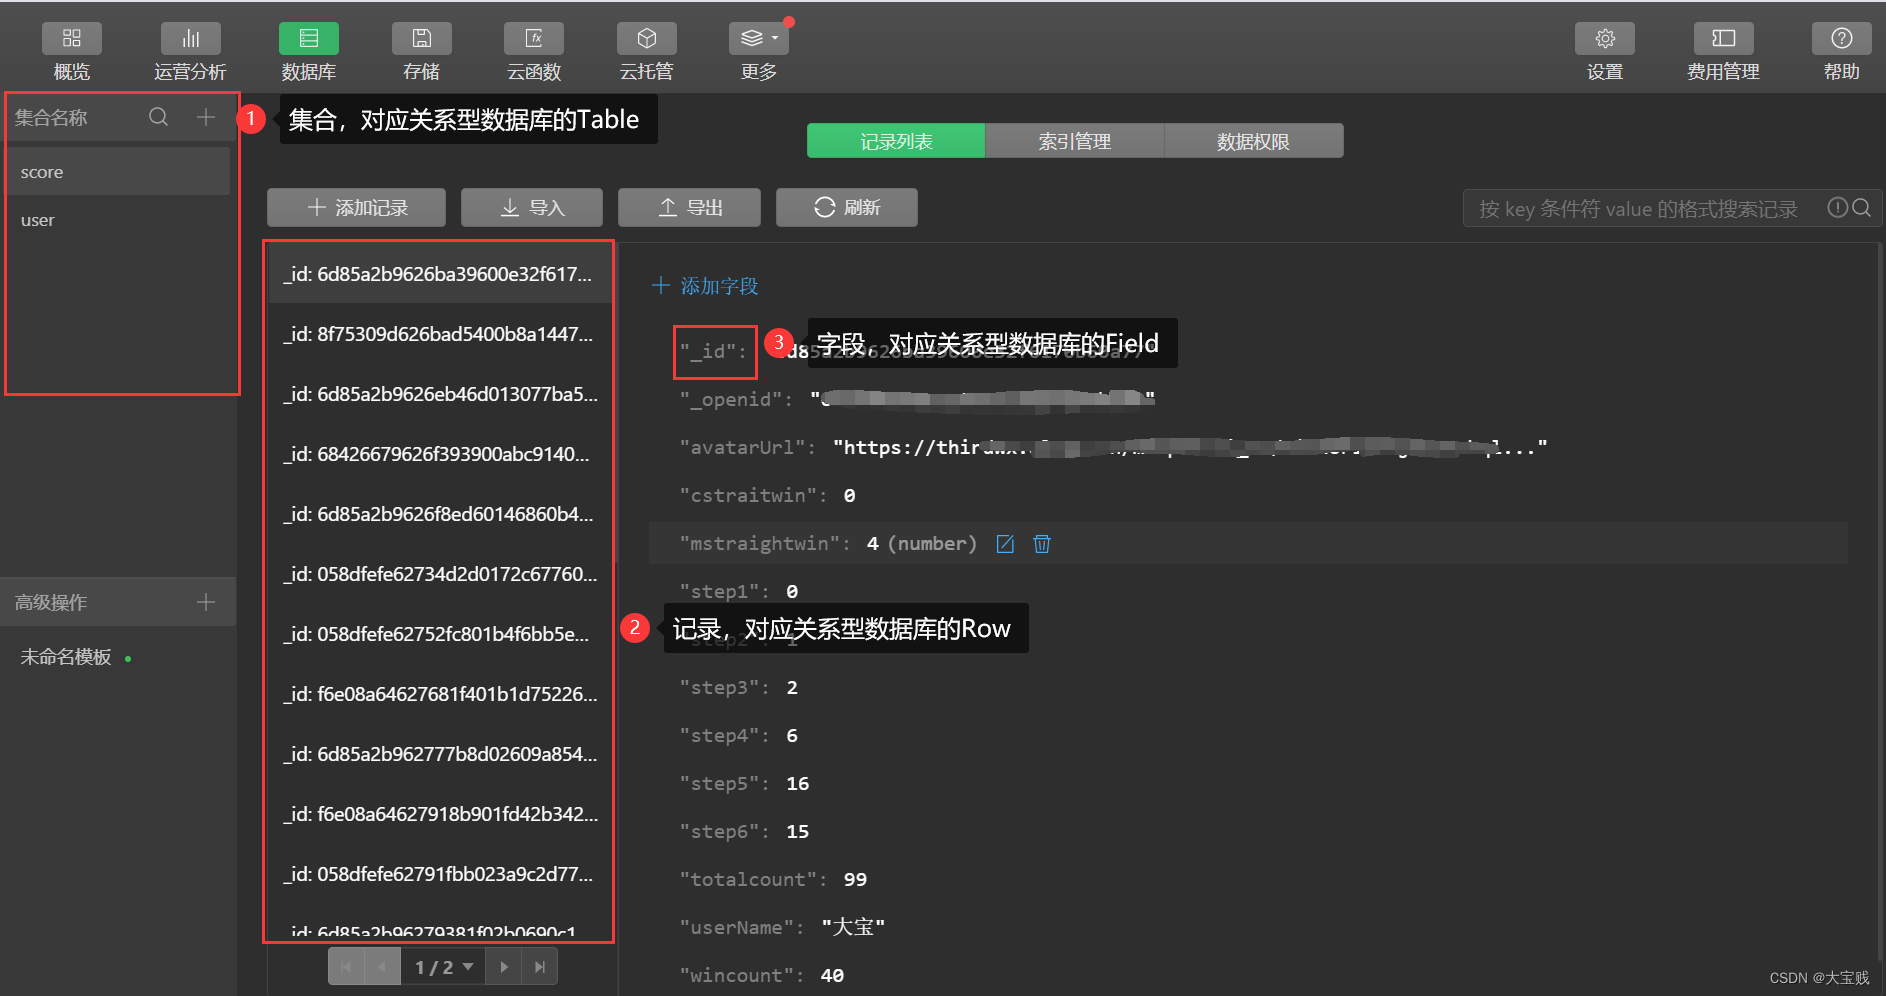 概览
运营分析
数据库
存储
云函数
云托管
更多
设置
费用管理
帮助
集合名称
1
集合，对应关系型数据库的Table
score
user
高级操作
未命名模板
记录列表
索引管理
数据权限
添加记录
导入
导出
刷新
按 key 条件符 value 的格式搜索记录
_id: 6d85a2b9626ba39600e32f617...
_id: 8f75309d626bad5400b8a1447...
_id: 6d85a2b9626eb46d013077ba5...
_id: 68426679626f393900abc9140...
_id: 6d85a2b9626f8ed60146860b4...
_id: 058dfefe62734d2d0172c67760...
_id: 058dfefe62752fc801b4f6bb5e...
_id: f6e08a64627681f401b1d75226...
_id: 6d85a2b962777b8d02609a854...
_id: f6e08a64627918b901fd42b342...
_id: 058dfefe62791fbb023a9c2d77...
_id: 6d85a2b96279381f02b0690c1
1 / 2
添加字段
"_id":
3
字段，对应关系型数据库的Field
"_openid":
"avatarUrl": "https://thirdwx.
"cstraitwin": 0
"mstraightwin": 4 (number)
"step1": 0
2
记录，对应关系型数据库的Row
"step2": 1
"step3": 2
"step4": 6
"step5": 16
"step6": 15
"totalcount": 99
"userName": "大宝"
"wincount": 40
CSDN @大宝贱